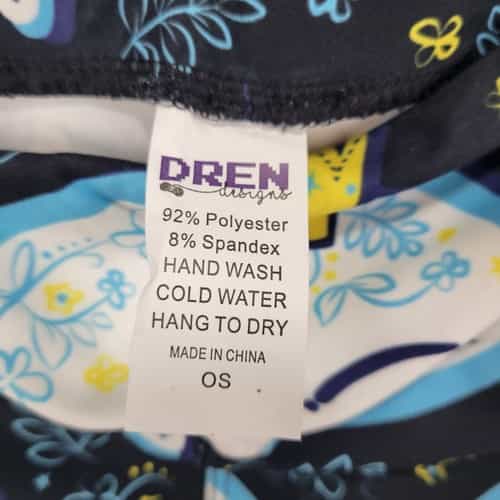 DREN
designs
92% Polyester
8% Spandex
HAND WASH
COLD WATER
HANG TO DRY
MADE IN CHINA
OS